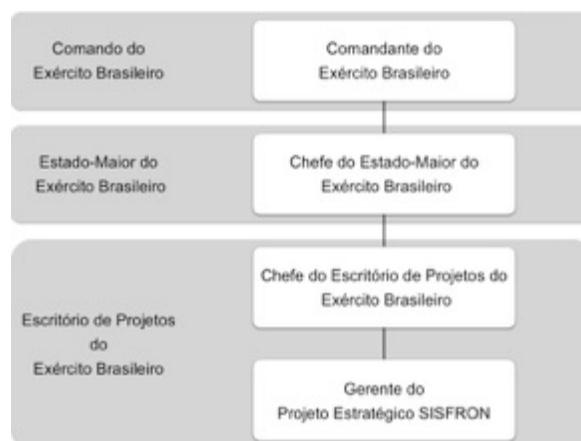 Comando do
Exército Brasileiro
Comandante do
Exército Brasileiro
Estado-Maior do
Exército Brasileiro
Chefe do Estado-Maior do
Exército Brasileiro
Escritório de Projetos
do
Exército Brasileiro
Chefe do Escritório de Projetos do
Exército Brasileiro
Gerente do
Projeto Estratégico SISFRON